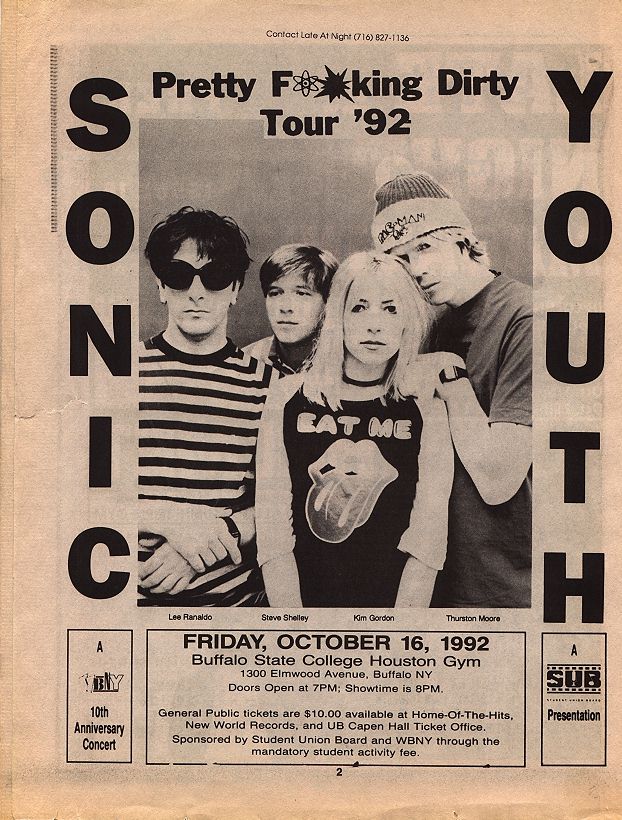 Contact Late At Night (716) 827-1136
SONIC
YOUTH
Pretty F**king Dirty
Tour '92
EAT ME
Lee Ranaldo Steve Shelley Kim Gordon Thurston Moore
A
WBNY
10th
Anniversary
Concert
FRIDAY, OCTOBER 16, 1992
Buffalo State College Houston Gym
1300 Elmwood Avenue, Buffalo NY
Doors Open at 7PM; Showtime is 8PM.
General Public tickets are $10.00 available at Home-Of-The-Hits,
New World Records, and UB Capen Hall Ticket Office.
Sponsored by Student Union Board and WBNY through the
mandatory student activity fee.
A
SUB
STUDENT UNION BOARD
Presentation
2